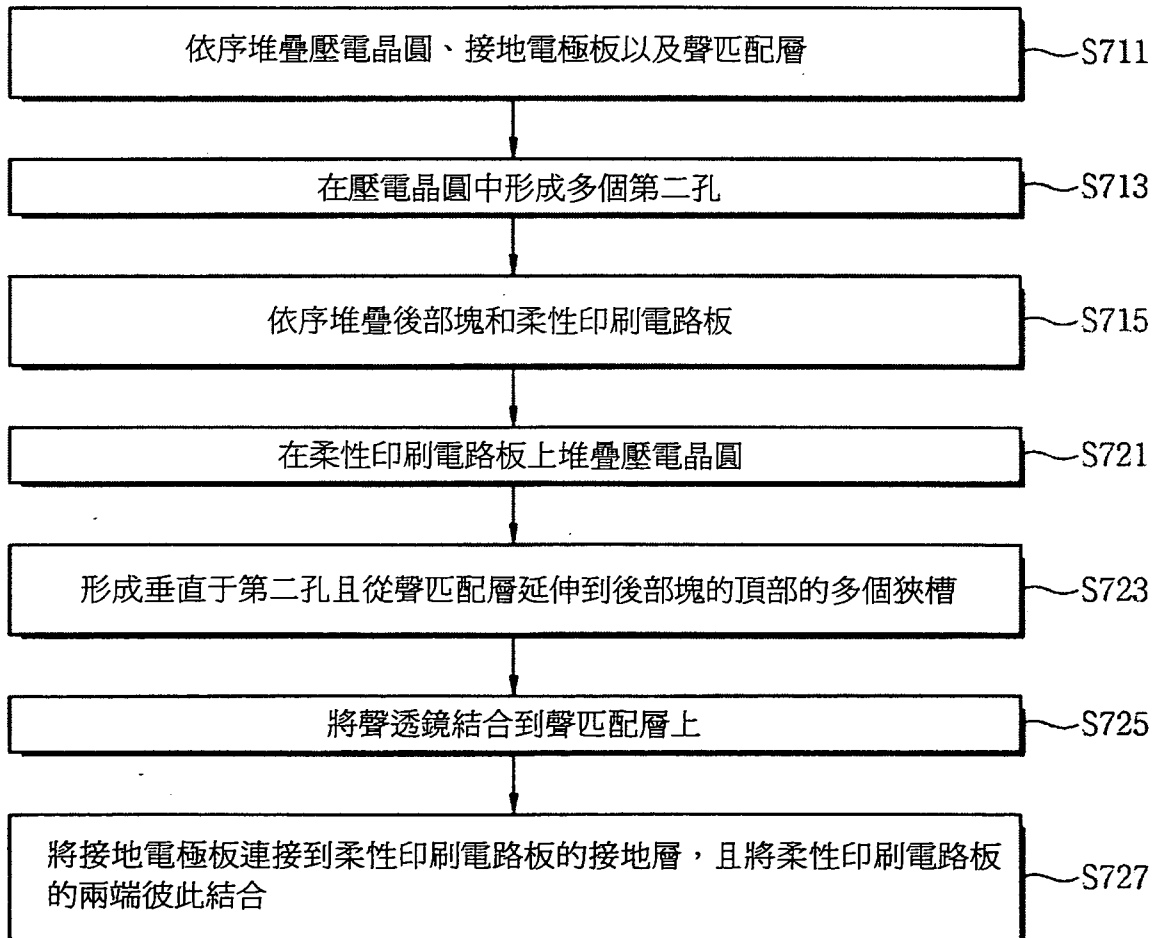 依序堆疊壓電晶圓、接地電極板以及聲匹配層
S711
在壓電晶圓中形成多個第二孔
S713
依序堆疊後部塊和柔性印刷電路板
S715
在柔性印刷電路板上堆疊壓電晶圓
S721
形成垂直于第二孔且從聲匹配層延伸到後部塊的頂部的多個狹槽
S723
將聲透鏡結合到聲匹配層上
S725
將接地電極板連接到柔性印刷電路板的接地層，且將柔性印刷電路板
的兩端彼此結合
S727